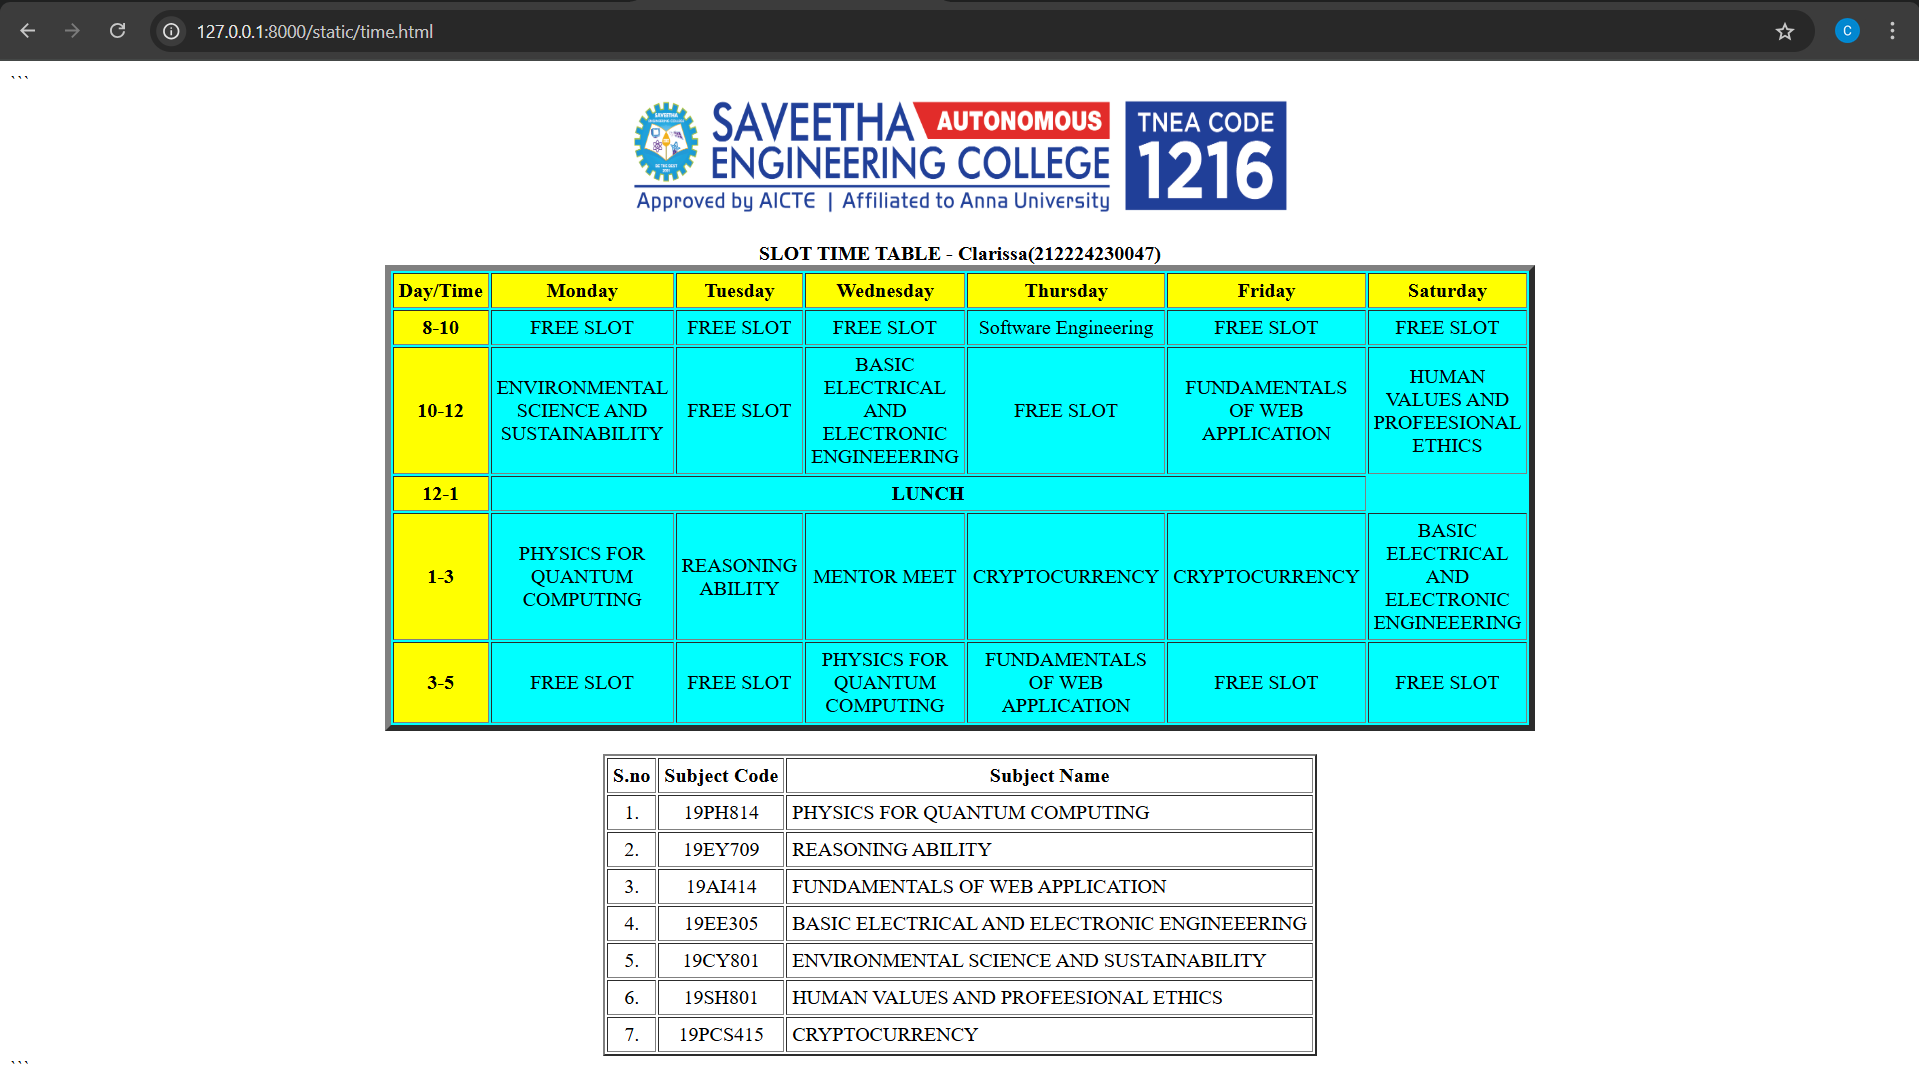 127.0.0.1:8000/static/time.html
C
```
SAVEETHA AUTONOMOUS
ENGINEERING COLLEGE
Approved by AICTE | Affiliated to Anna University
TNEA CODE
1216
SLOT TIME TABLE - Clarissa(212224230047)
Day/Time Monday Tuesday Wednesday Thursday Friday Saturday
8-10 FREE SLOT FREE SLOT FREE SLOT Software Engineering FREE SLOT FREE SLOT
10-12
ENVIRONMENTAL
SCIENCE AND
SUSTAINABILITY
FREE SLOT
BASIC
ELECTRICAL
AND
ELECTRONIC
ENGINEEERING
FREE SLOT
FUNDAMENTALS
OF WEB
APPLICATION
HUMAN
VALUES AND
PROFEESIONAL
ETHICS
12-1 LUNCH
1-3
PHYSICS FOR
QUANTUM
COMPUTING
REASONING
ABILITY
MENTOR MEET
CRYPTOCURRENCY
CRYPTOCURRENCY
BASIC
ELECTRICAL
AND
ELECTRONIC
ENGINEEERING
3-5
FREE SLOT
FREE SLOT
PHYSICS FOR
QUANTUM
COMPUTING
FUNDAMENTALS
OF WEB
APPLICATION
FREE SLOT
FREE SLOT
S.no Subject Code Subject Name
1. 19PH814 PHYSICS FOR QUANTUM COMPUTING
2. 19EY709 REASONING ABILITY
3. 19AI414 FUNDAMENTALS OF WEB APPLICATION
4. 19EE305 BASIC ELECTRICAL AND ELECTRONIC ENGINEEERING
5. 19CY801 ENVIRONMENTAL SCIENCE AND SUSTAINABILITY
6. 19SH801 HUMAN VALUES AND PROFEESIONAL ETHICS
7. 19PCS415 CRYPTOCURRENCY
```